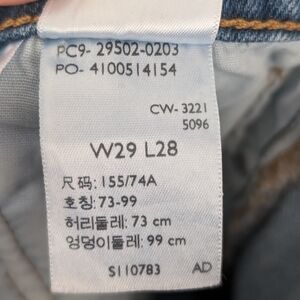 PC9- 29502-0203
PO- 4100514154
CW- 3221
5096
W29 L28
尺码: 155/74A
호칭: 73-99
허리둘레: 73 cm
엉덩이둘레: 99 cm
S110783 AD